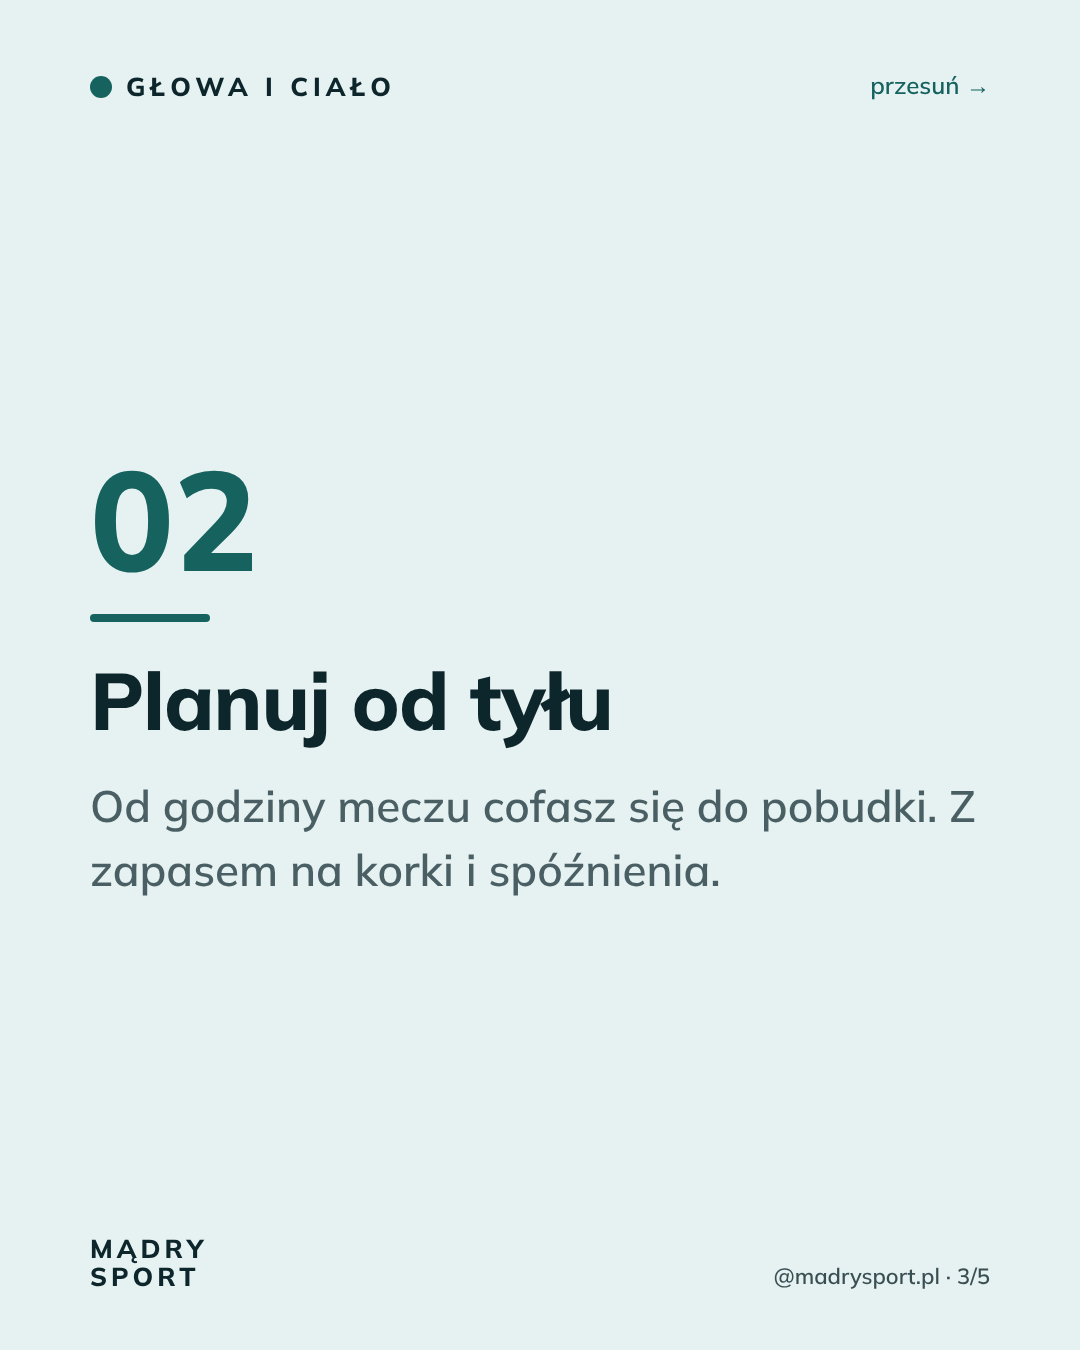 GŁOWA I CIAŁO
przesuń →
02
Planuj od tyłu
Od godziny meczu cofasz się do pobudki. Z
zapasem na korki i spóźnienia.
MĄDRY
SPORT
@madrysport.pl · 3/5